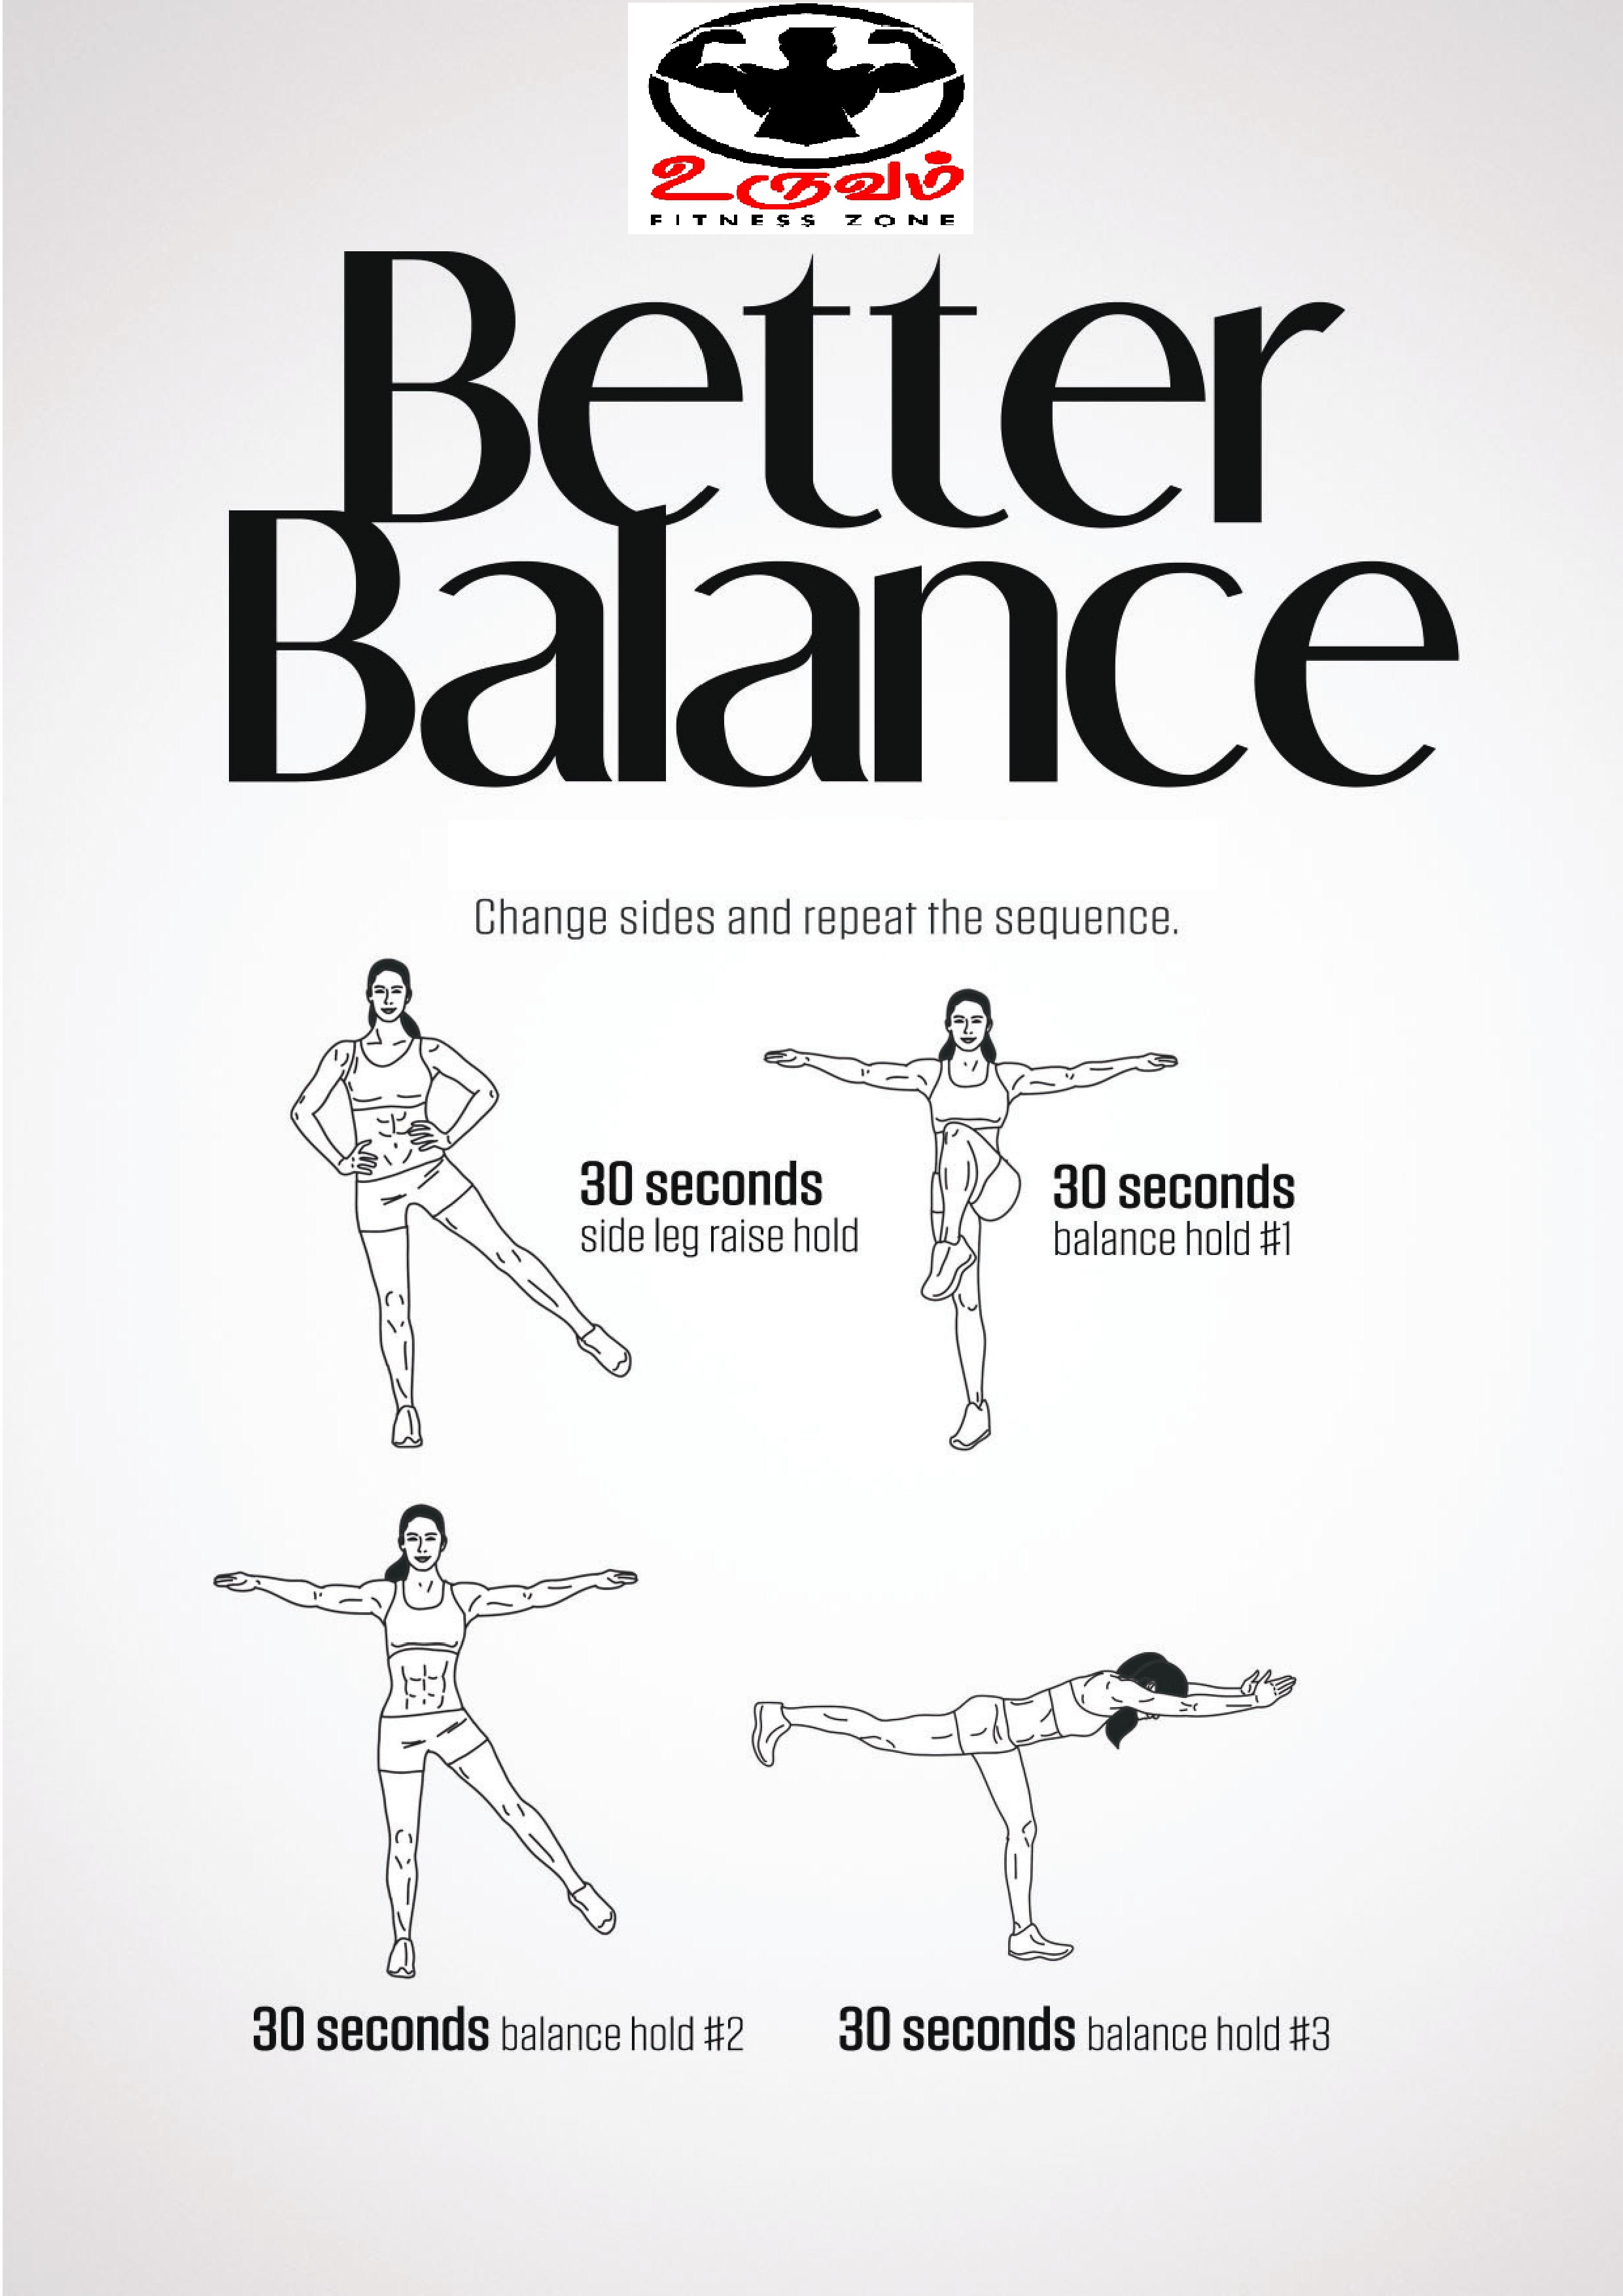 உருவம்
FITNESS ZONE
Better
Balance
Change sides and repeat the sequence.
30 seconds
side leg raise hold
30 seconds
balance hold #1
30 seconds balance hold #2
30 seconds balance hold #3